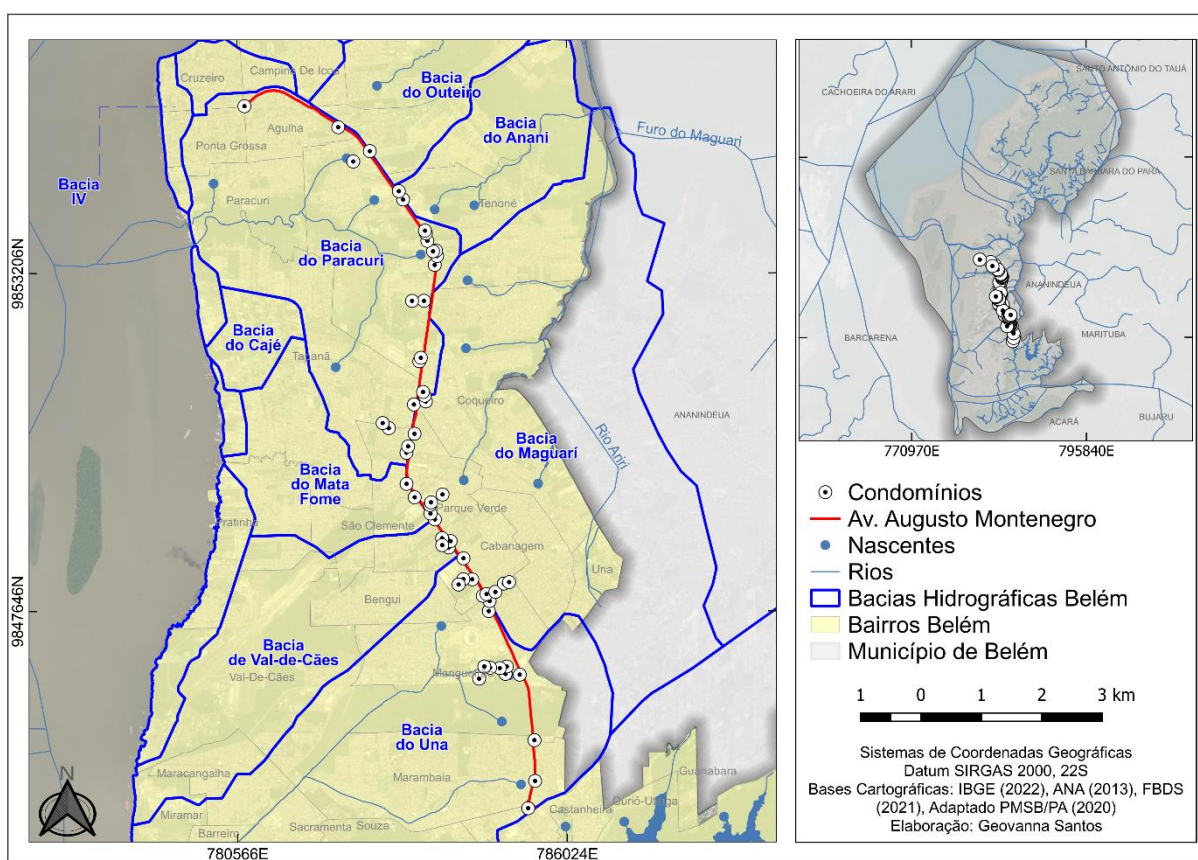 Cruzeiro
Campina De Icoa
Bacia
do Outeiro
Agulha
Bacia
do Anani
Furo do Maguari
Ponta Grossa
Bacia
IV
Paracuri
Tenoné
Bacia
do Paracuri
Bacia
do Cajé
Tapanã
Coqueiro
ANANINDEUA
Rio Ariri
Bacia
do Maguarí
Bacia
do Mata
Fome
Pratinha
São Clemente
Parque Verde
Cabanagem
Una
Bengui
Bacia
de Val-de-Cães
Val-De-Cães
Mangueirão
Bacia
do Una
Maracangalha
Marambaia
Guanabara
Miramar
Castanheira
Curió-Utinga
Barreiro
Sacramenta
Souza
N
9853206N
9847646N
780566E
786024E
SANTO ANTÔNIO DO TAUÁ
CACHOEIRA DO ARARI
SANTA BÁRBARA DO PARÁ
ANANINDEUA
MARITUBA
BARCARENA
ACARÁ
BUJARU
770970E
795840E
Condomínios
Av. Augusto Montenegro
Nascentes
Rios
Bacias Hidrográficas Belém
Bairros Belém
Município de Belém
1 0 1 2 3 km
Sistemas de Coordenadas Geográficas
Datum SIRGAS 2000, 22S
Bases Cartográficas: IBGE (2022), ANA (2013), FBDS
(2021), Adaptado PMSB/PA (2020)
Elaboração: Geovanna Santos